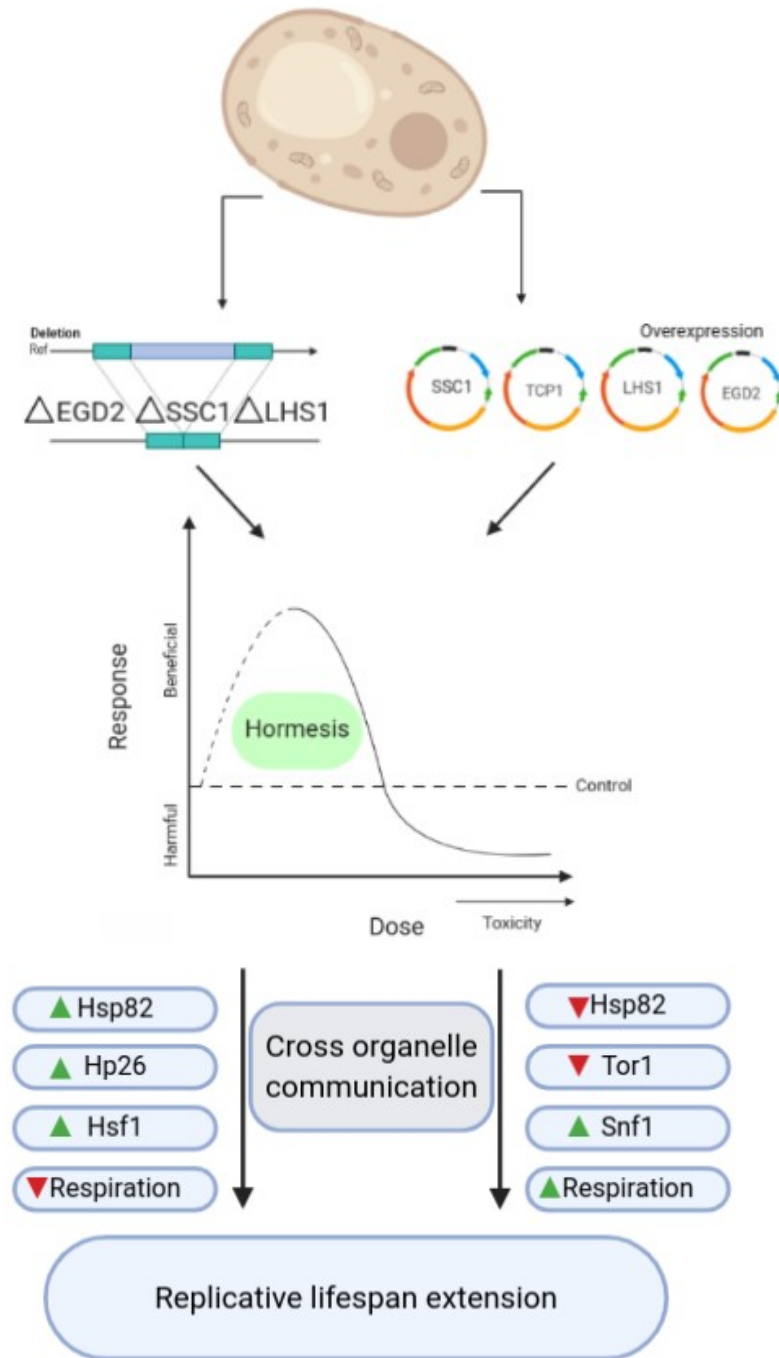 Deletion
Ref
△EGD2 △SSC1 △LHS1
Overexpression
SSC1
TCP1
LHS1
EGD2
Response
Beneficial
Harmful
Hormesis
Control
Dose
Toxicity
▲ Hsp82
▲ Hp26
▲ Hsf1
▼ Respiration
Cross organelle
communication
▼ Hsp82
▼ Tor1
▲ Snf1
▲ Respiration
Replicative lifespan extension